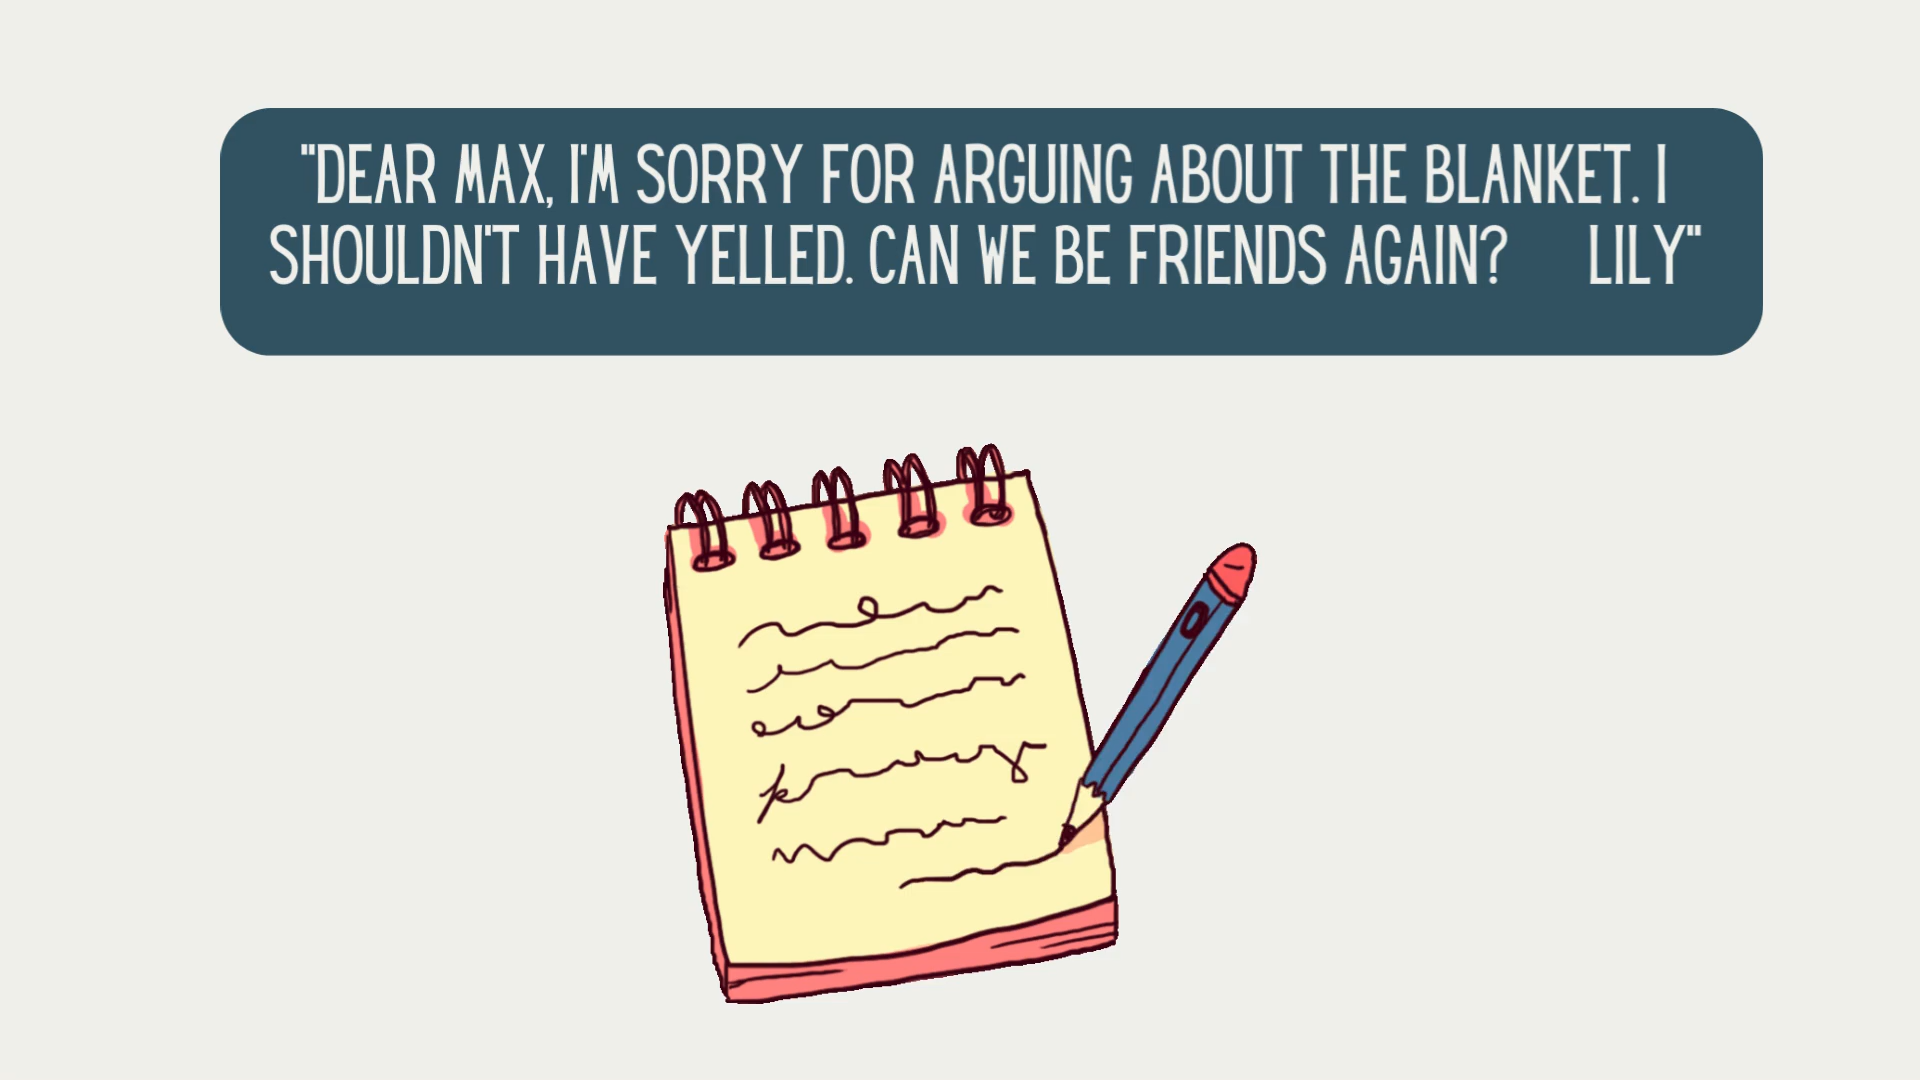 "DEAR MAX, I'M SORRY FOR ARGUING ABOUT THE BLANKET. I
SHOULDN'T HAVE YELLED. CAN WE BE FRIENDS AGAIN? LILY"